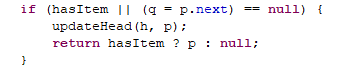 if (hasItem || (q = p.next) == null) {
    updateHead(h, p);
    return hasItem ? p : null;
}